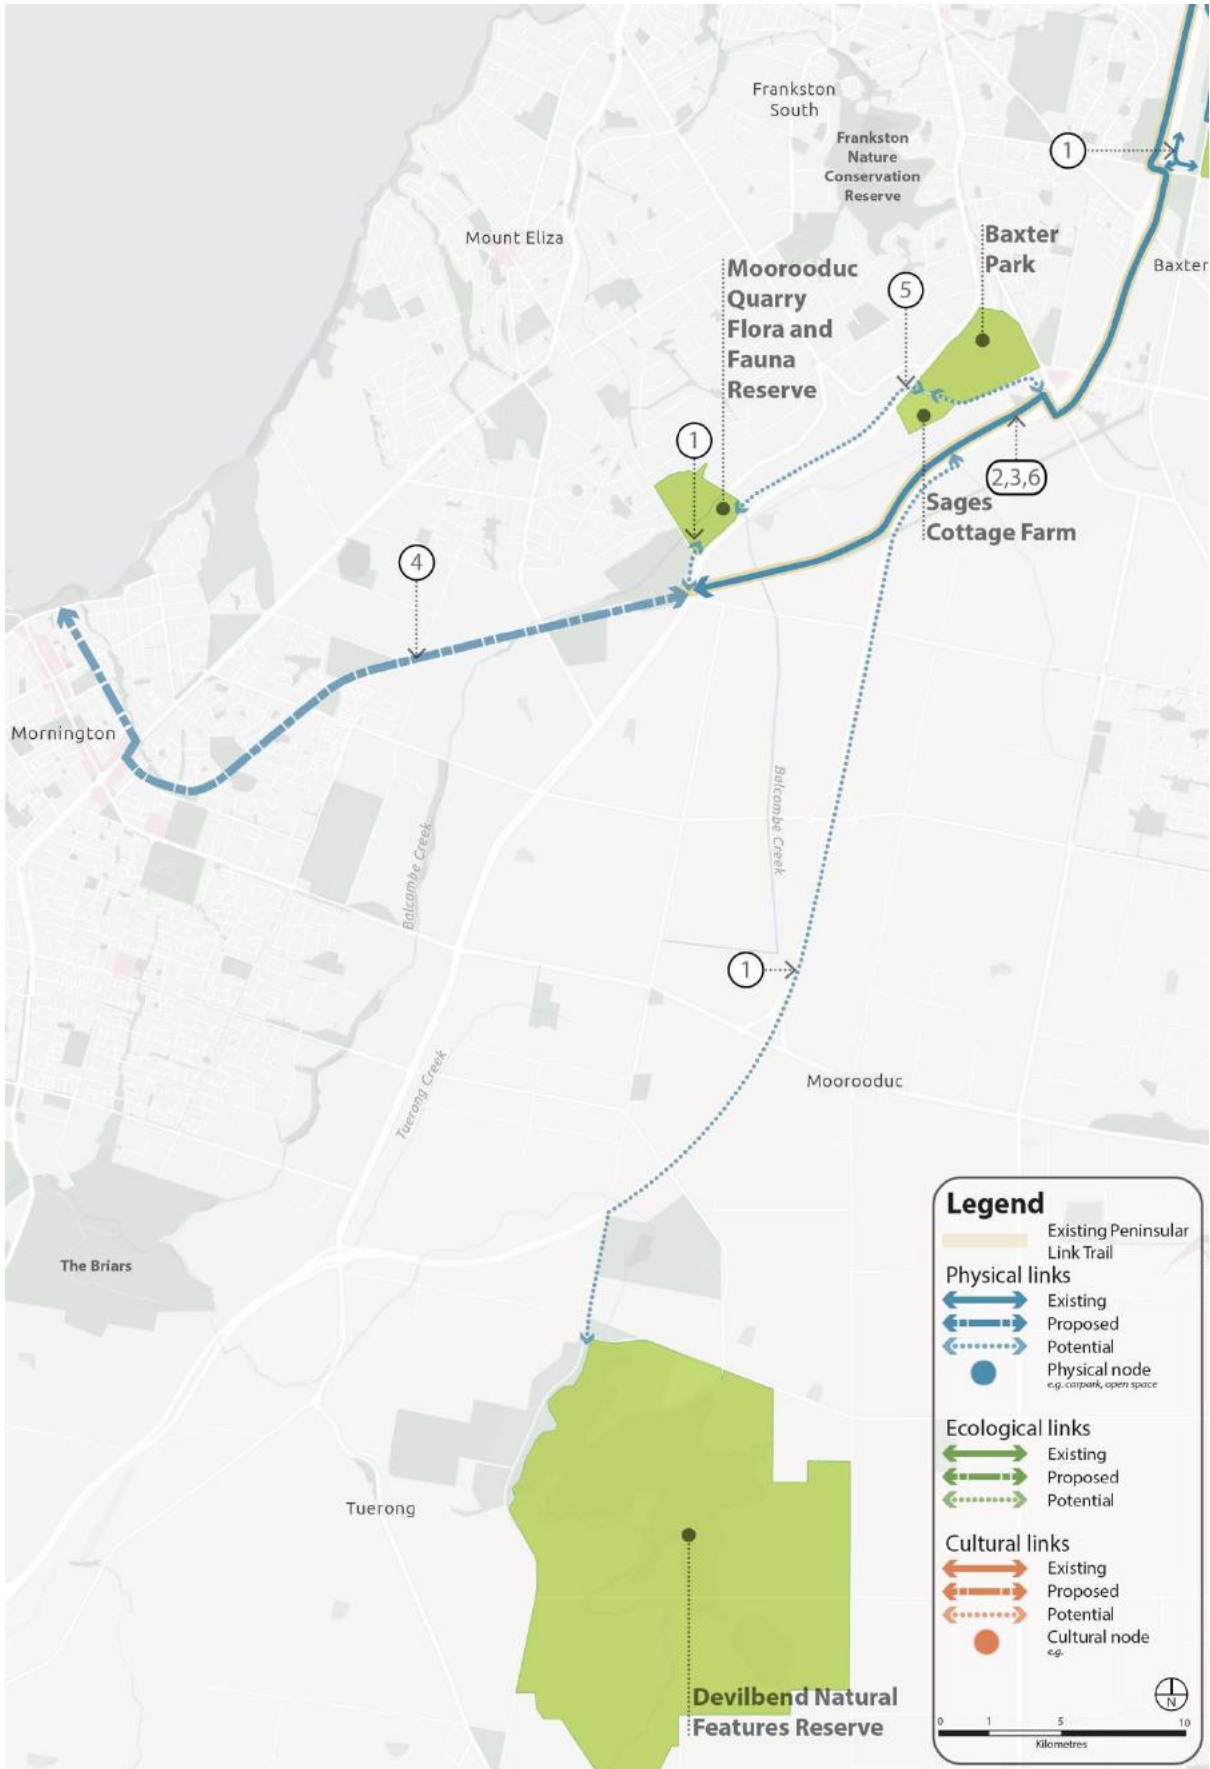 Frankston
South
Frankston
Nature
Conservation
Reserve
1
Mount Eliza
Baxter
Park
Baxter
Moorooduc
Quarry
Flora and
Fauna
Reserve
5
1
2,3,6
Sages
Cottage Farm
4
Mornington
Balcombe Creek
Balcombe Creek
1
Tuerong Creek
Moorooduc
The Briars
Tuerong
Devilbend Natural
Features Reserve
Legend
Existing Peninsular
Link Trail
Physical links
Existing
Proposed
Potential
Physical node
e.g. carpark, open space
Ecological links
Existing
Proposed
Potential
Cultural links
Existing
Proposed
Potential
Cultural node
e.g.
N
0 1 5 10
Kilometres